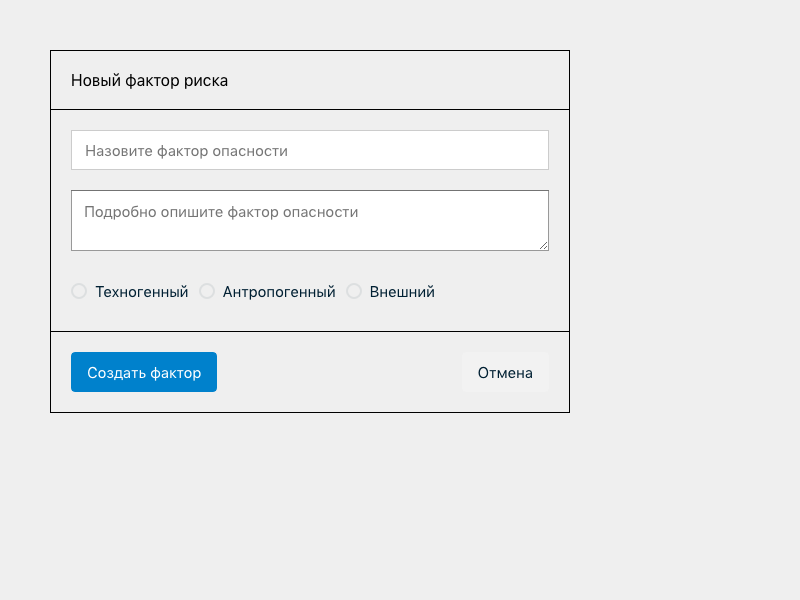 Новый фактор риска
Назовите фактор опасности
Подробно опишите фактор опасности
Техногенный Антропогенный Внешний
Создать фактор Отмена